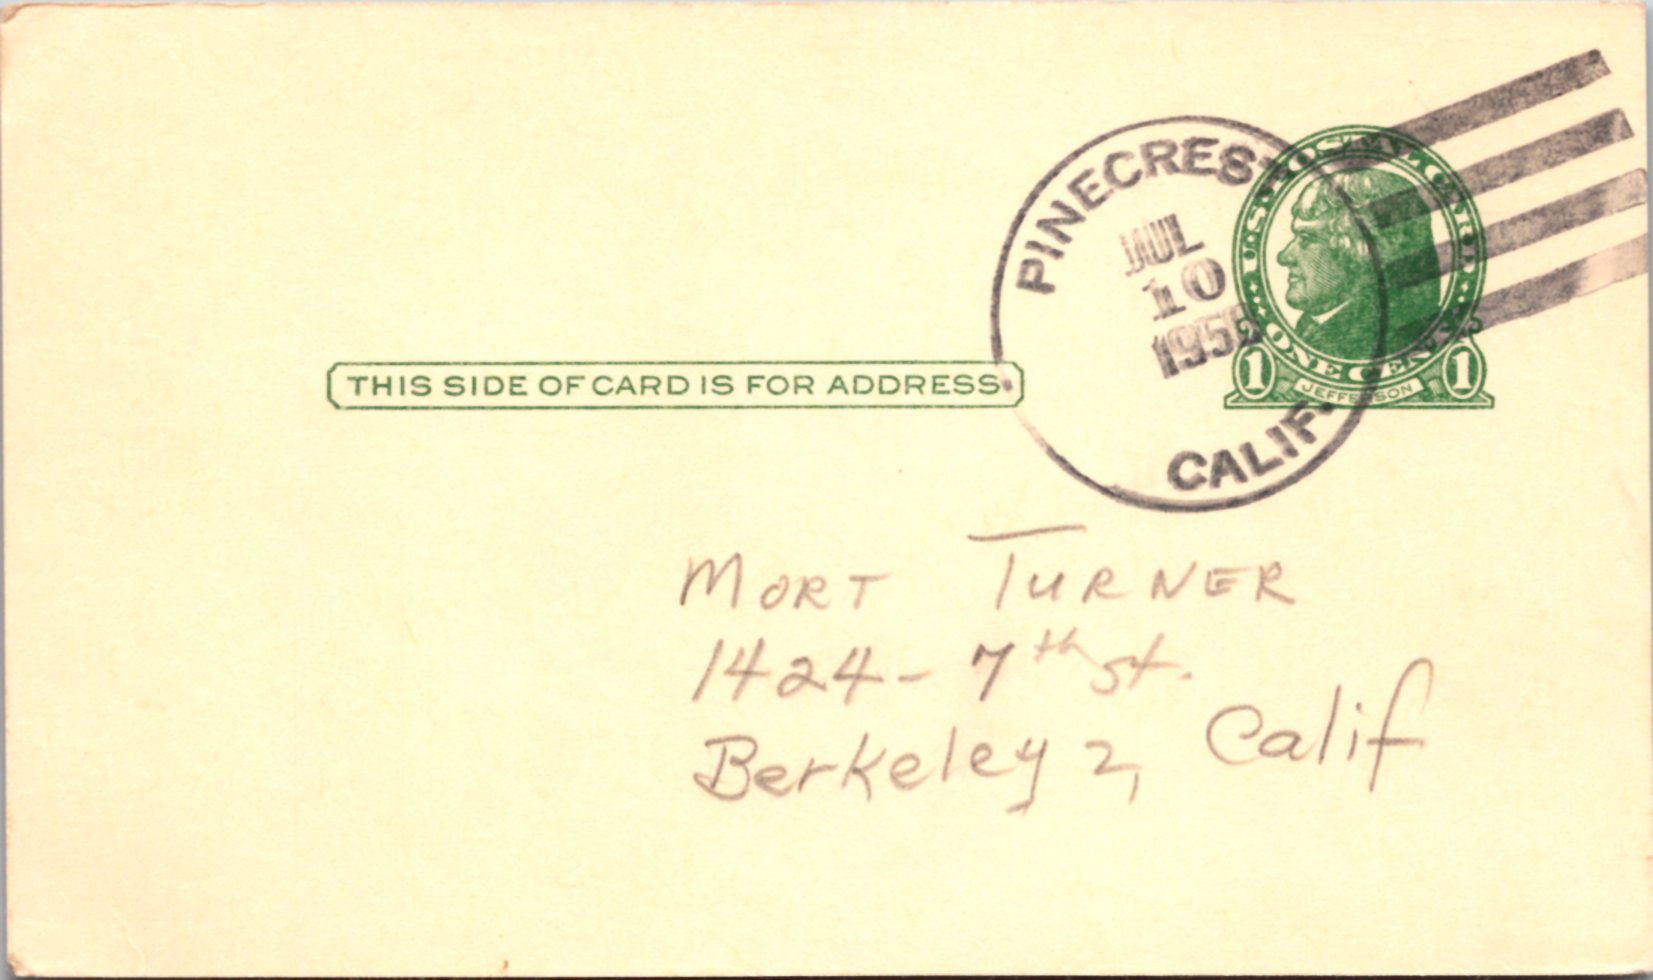 PINECREST
JUL
10
CALIF.
U.S. POSTAL CARD
ONE CENT
1 JEFFERSON 1
THIS SIDE OF CARD IS FOR ADDRESS
MORT TURNER
1424- 7th st.
Berkeley 2, Calif